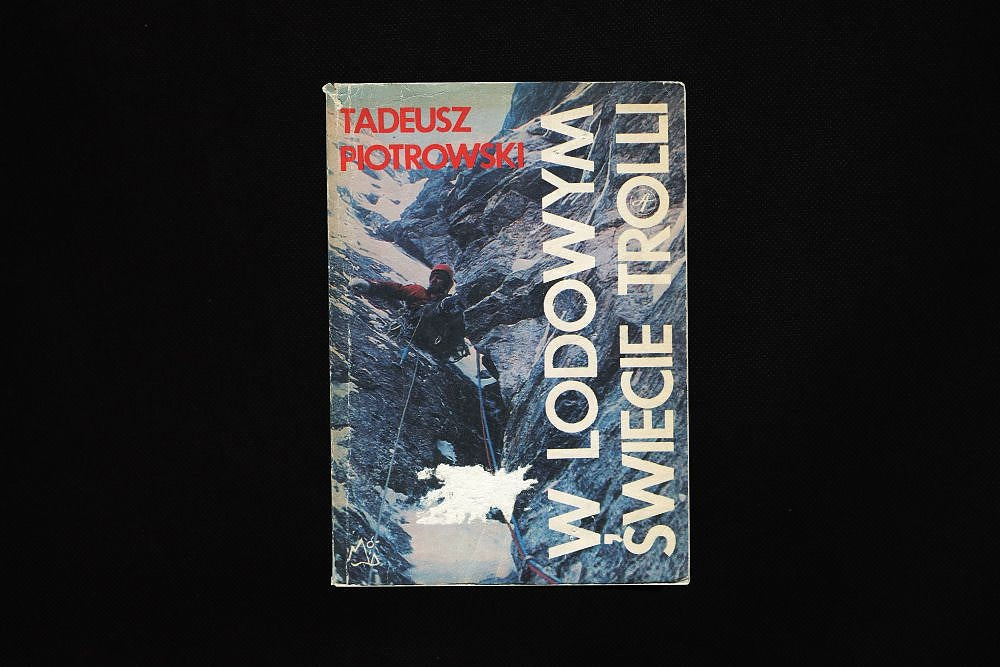 TADEUSZ
PIOTROWSKI
W LODOWYM
ŚWIECIE TROLLI